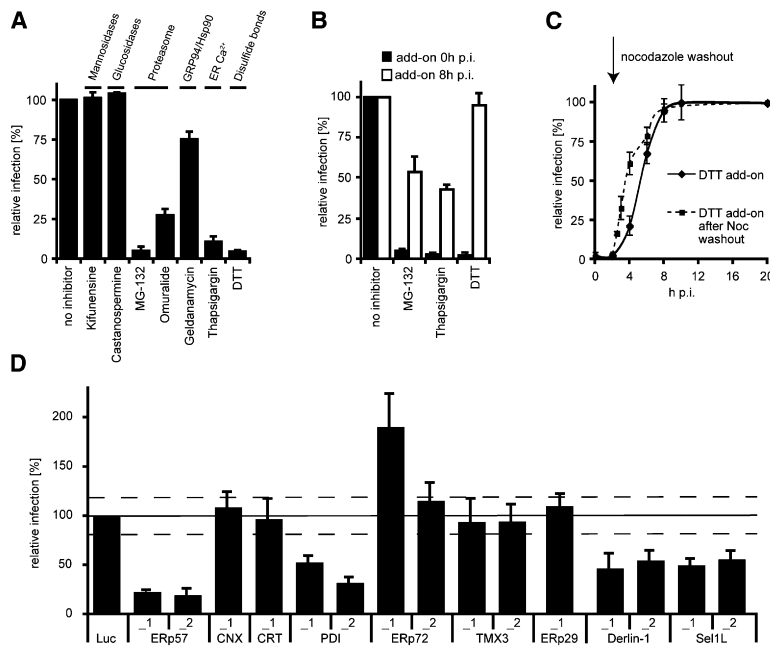 A
Mannosidases
Glucosidases
Proteasome
GRP94/Hsp90
ER Ca²⁺
Disulfide bonds
relative infection [%]
100
75
50
25
0
no inhibitor
Kifunensine
Castanospermine
MG-132
Omuralide
Geldanamycin
Thapsigargin
DTT
B
add-on 0h p.i.
add-on 8h p.i.
relative infection [%]
100
75
50
25
0
no inhibitor
MG-132
Thapsigargin
DTT
C
nocodazole washout
relative infection [%]
100
75
50
25
0
DTT add-on
DTT add-on
after Noc
washout
0 4 8 12 16 20
h p.i.
D
relative infection [%]
200
150
100
50
0
_1 _2 _1 _1 _1 _2 _1 _2 _1 _2 _1 _1 _2 _1 _2
Luc ERp57 CNX CRT PDI ERp72 TMX3 ERp29 Derlin-1 Sel1L